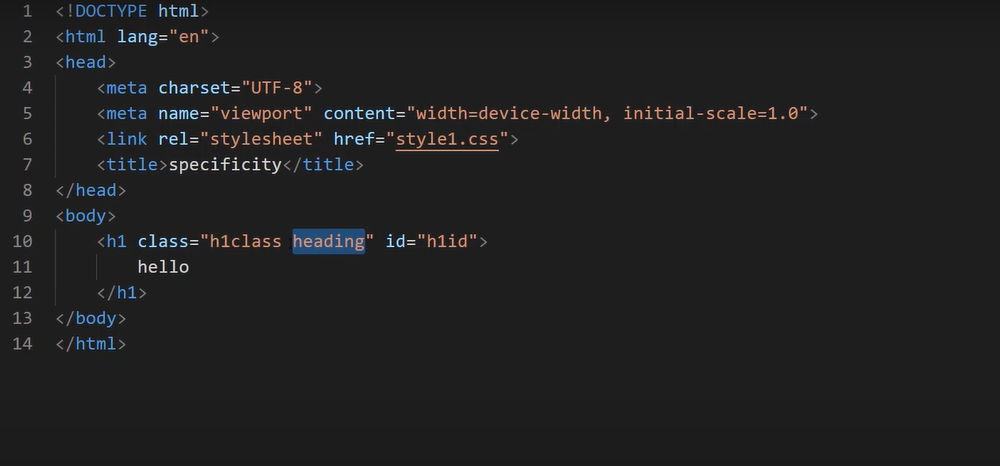 1 <!DOCTYPE html>
2 <html lang="en">
3 <head>
4     <meta charset="UTF-8">
5     <meta name="viewport" content="width=device-width, initial-scale=1.0">
6     <link rel="stylesheet" href="style1.css">
7     <title>specificity</title>
8 </head>
9 <body>
10     <h1 class="h1class heading" id="h1id">
11         hello
12     </h1>
13 </body>
14 </html>